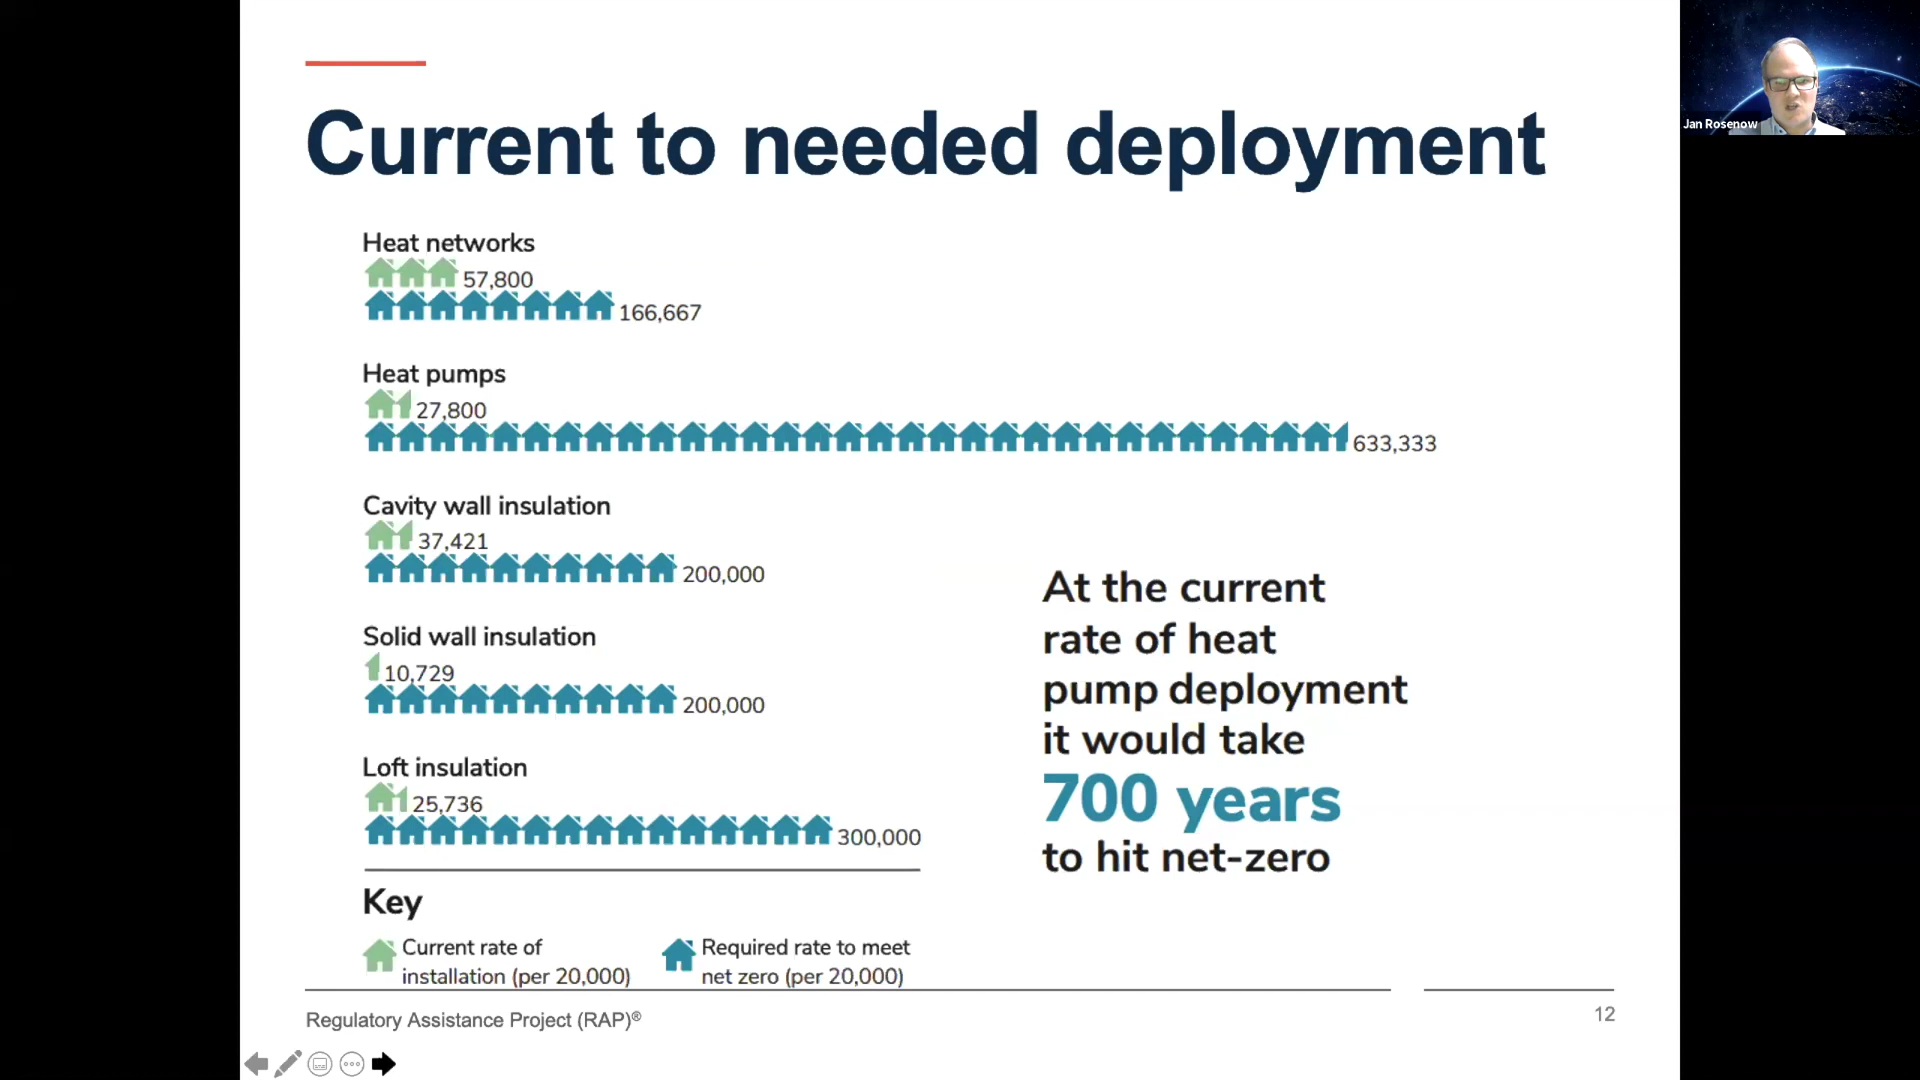 Current to needed deployment
Jan Rosenow
Heat networks
57,800
166,667
Heat pumps
27,800
633,333
Cavity wall insulation
37,421
200,000
Solid wall insulation
10,729
200,000
Loft insulation
25,736
300,000
At the current
rate of heat
pump deployment
it would take
700 years
to hit net-zero
Key
Current rate of
installation (per 20,000)
Required rate to meet
net zero (per 20,000)
Regulatory Assistance Project (RAP)®
12